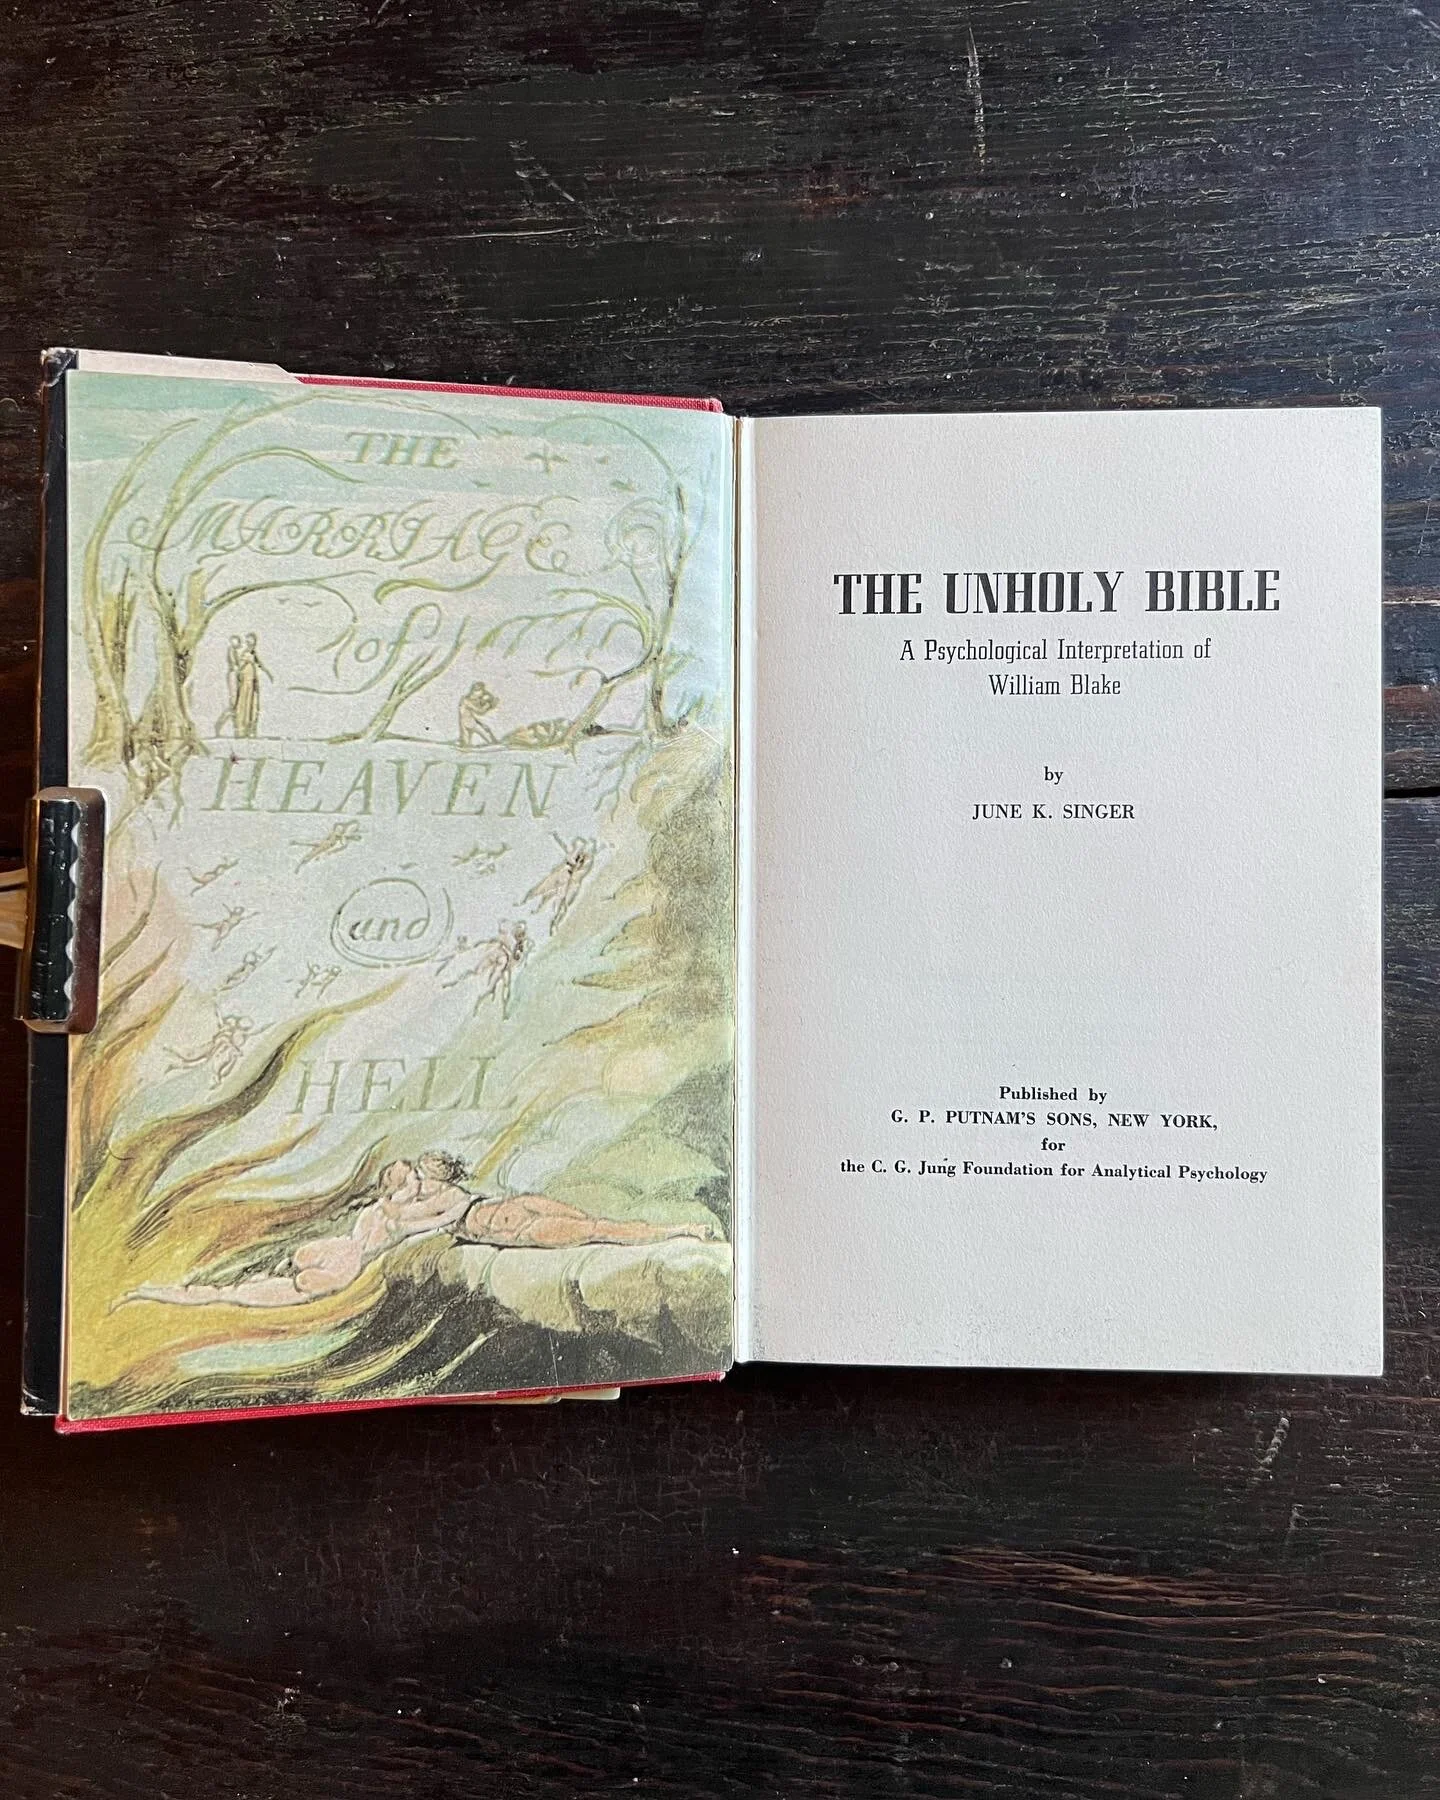 THE
MARRIAGE
of
HEAVEN
and
HELL
THE UNHOLY BIBLE
A Psychological Interpretation of
William Blake
by
JUNE K. SINGER
Published by
G. P. PUTNAM'S SONS, NEW YORK,
for
the C. G. Jung Foundation for Analytical Psychology